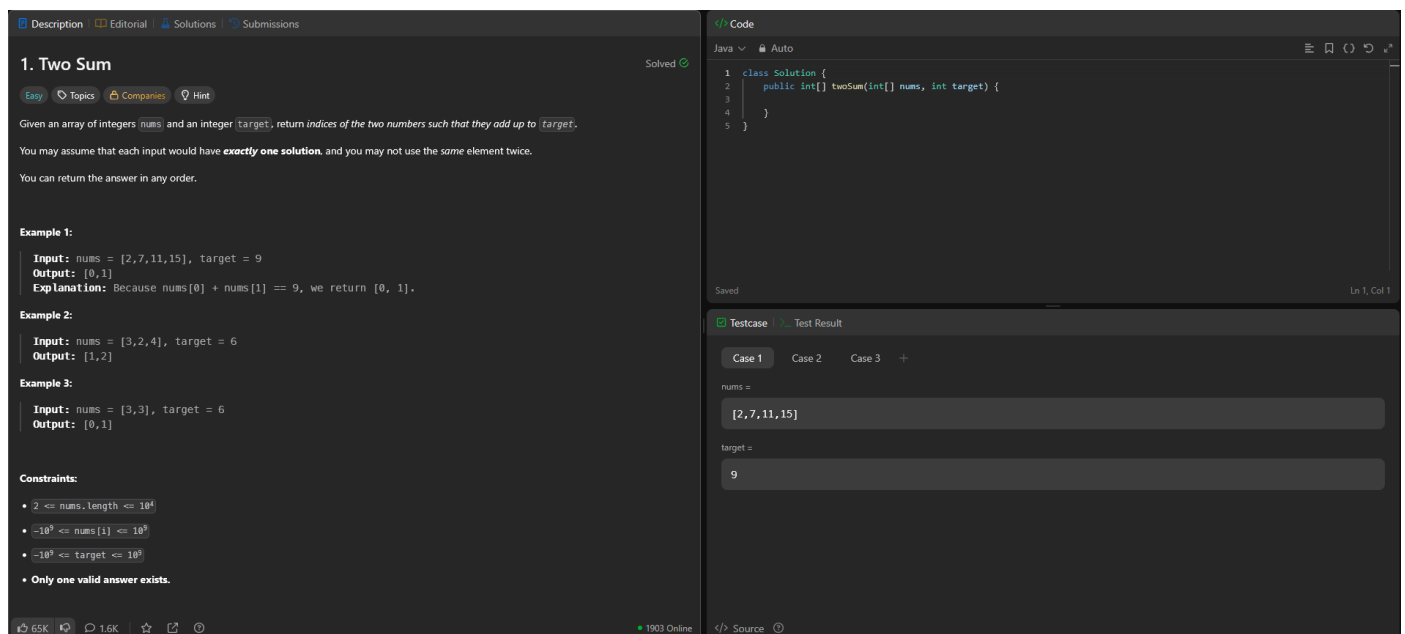 Description | Editorial | Solutions | Submissions
1. Two Sum
Solved
Easy Topics Companies Hint
Given an array of integers nums and an integer target, return indices of the two numbers such that they add up to target.
You may assume that each input would have exactly one solution, and you may not use the same element twice.
You can return the answer in any order.
Example 1:
Input: nums = [2,7,11,15], target = 9
Output: [0,1]
Explanation: Because nums[0] + nums[1] == 9, we return [0, 1].
Example 2:
Input: nums = [3,2,4], target = 6
Output: [1,2]
Example 3:
Input: nums = [3,3], target = 6
Output: [0,1]
Constraints:
• 2 <= nums.length <= 10⁴
• -10⁹ <= nums[i] <= 10⁹
• -10⁹ <= target <= 10⁹
• Only one valid answer exists.
65K 1.6K
1903 Online
</> Code
Java Auto
1 class Solution {
2 public int[] twoSum(int[] nums, int target) {
3
4 }
5 }
Saved
Ln 1, Col 1
Testcase | >_ Test Result
Case 1 Case 2 Case 3 +
nums =
[2,7,11,15]
target =
9
</> Source